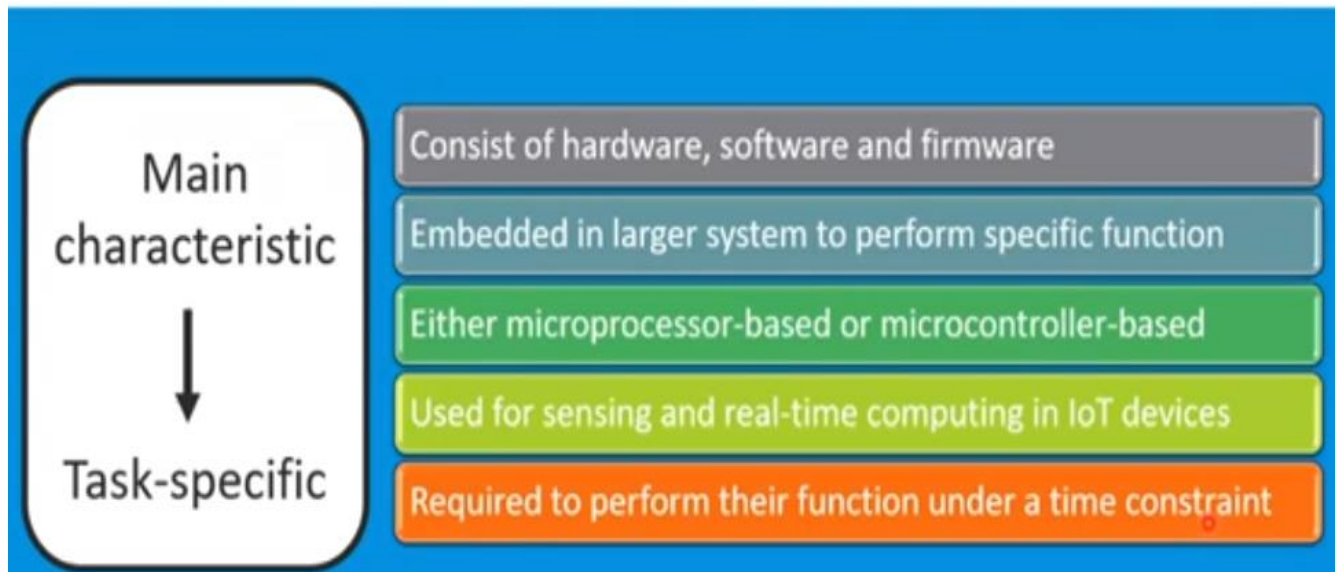 Main
characteristic
Task-specific
Consist of hardware, software and firmware
Embedded in larger system to perform specific function
Either microprocessor-based or microcontroller-based
Used for sensing and real-time computing in IoT devices
Required to perform their function under a time constraint